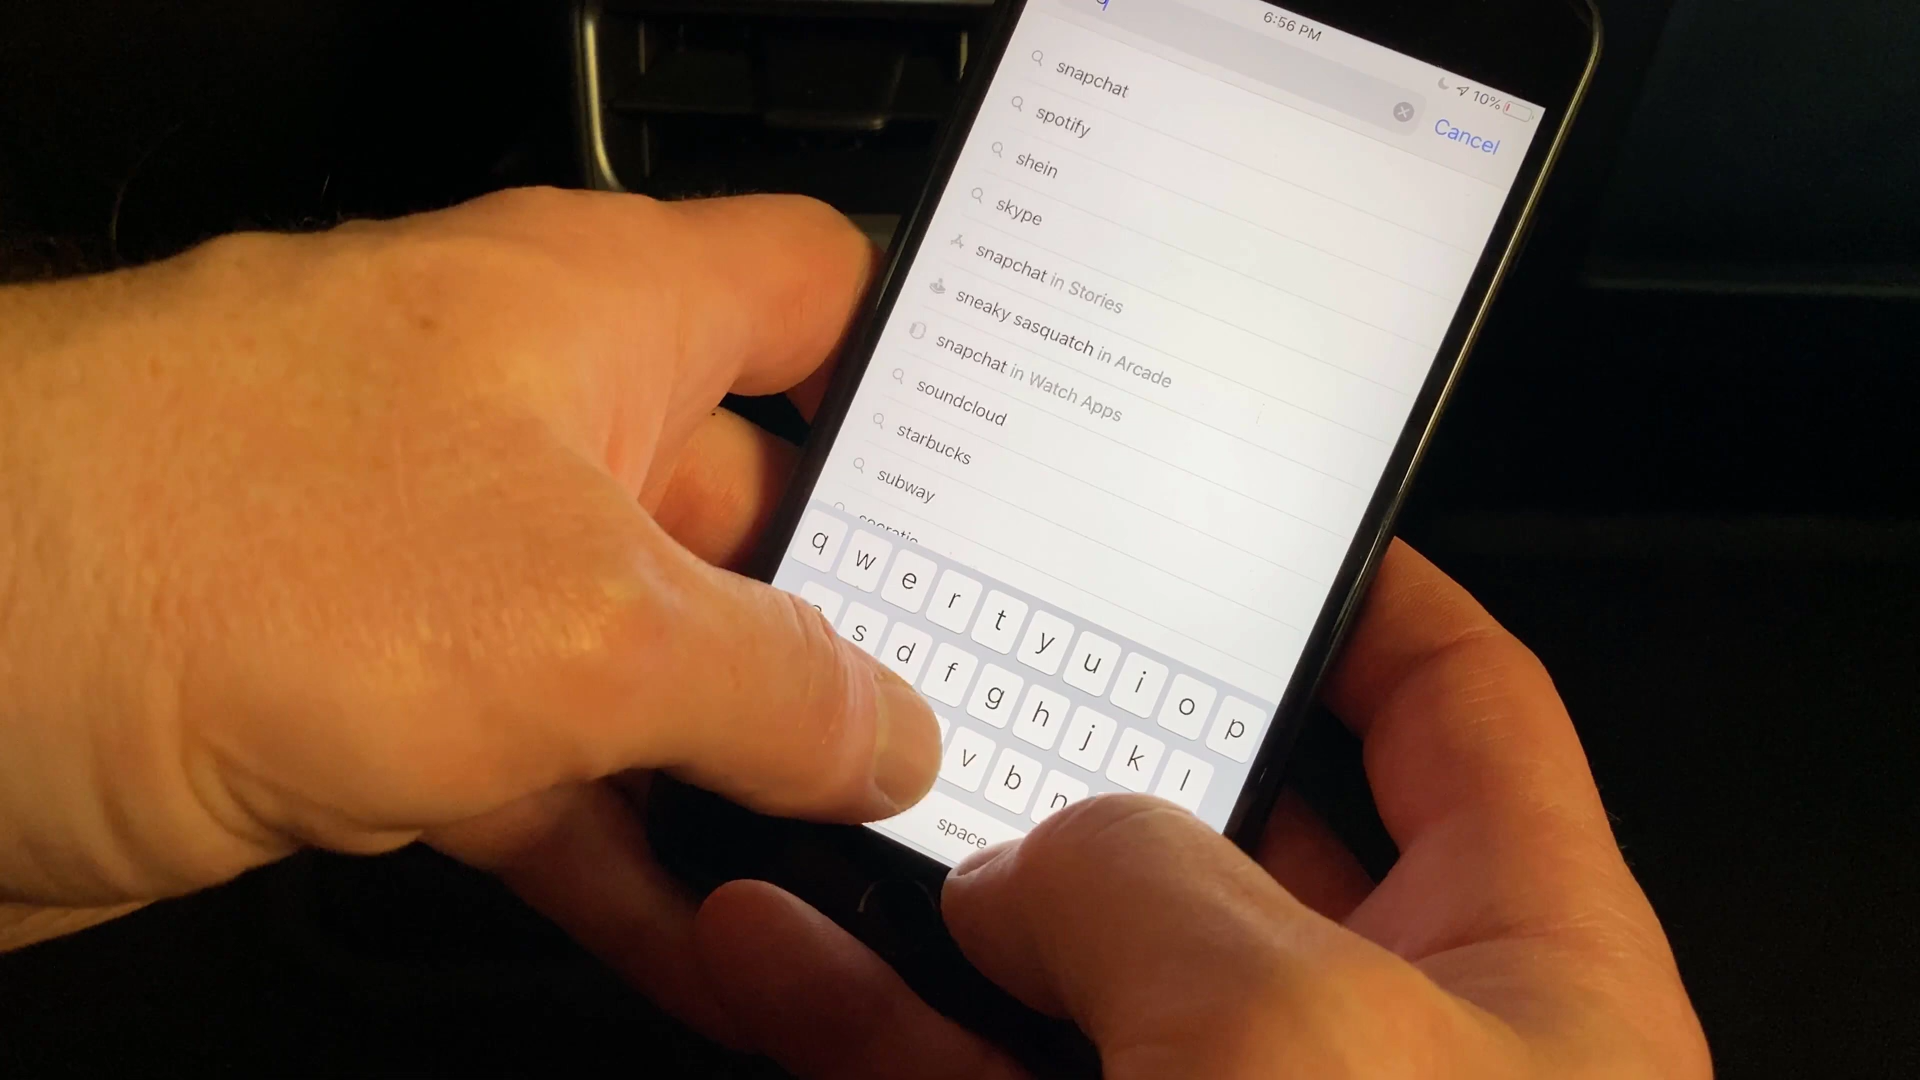 6:56 PM
10%
Cancel
snapchat
spotify
shein
skype
snapchat in Stories
sneaky sasquatch in Arcade
snapchat in Watch Apps
soundcloud
starbucks
subway
socratic
q w e r t y u i o p
s d f g h j k l
v b n
space